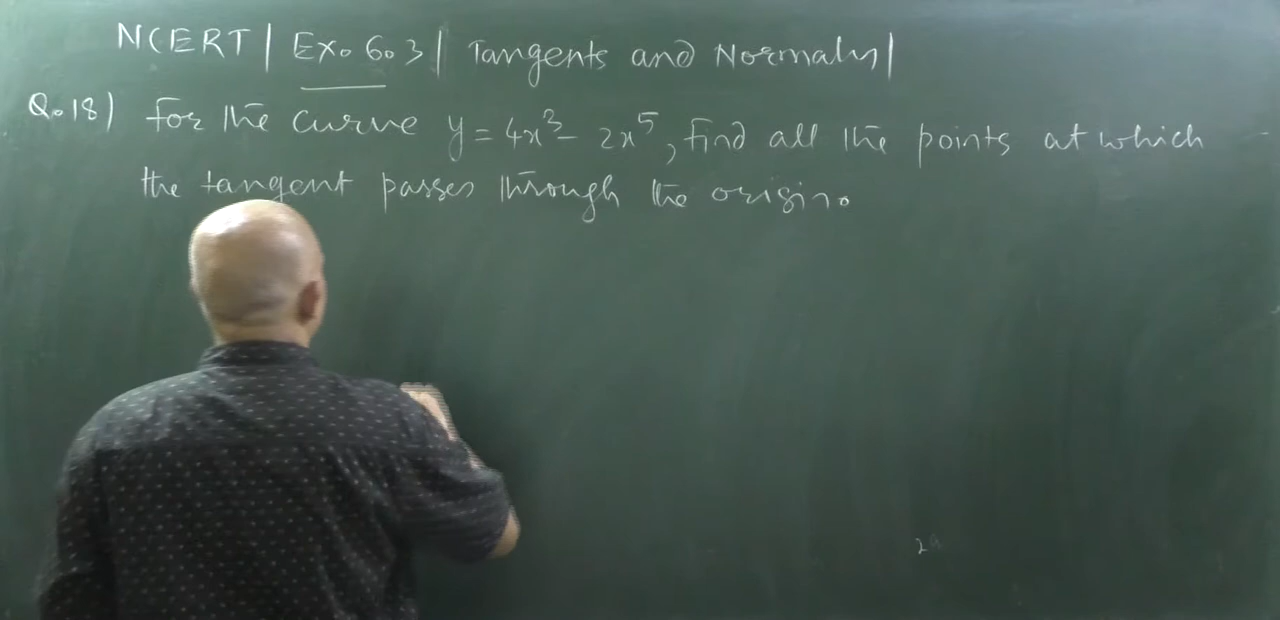 NCERT | Ex. 6.3 | Tangents and Normals |
Q.18) For the curve y = 4x³ - 2x⁵, find all the points at which
the tangent passes through the origin.